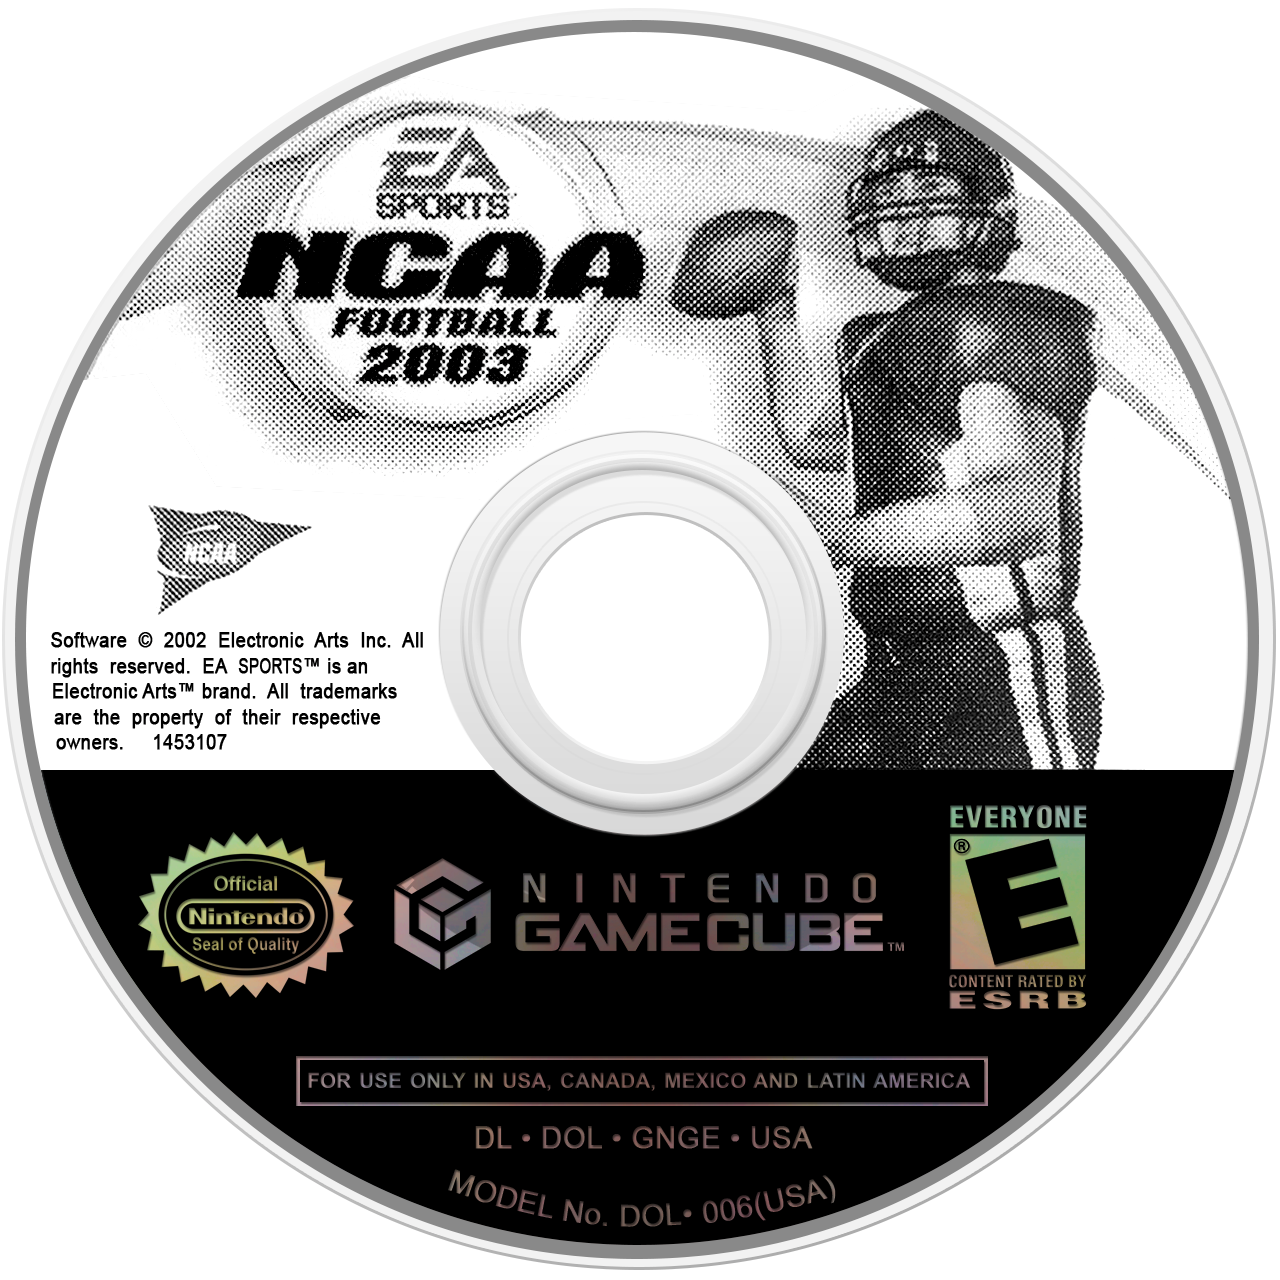 EA
SPORTS
NCAA
FOOTBALL
2003
NCAA
Software © 2002 Electronic Arts Inc. All
rights reserved. EA SPORTS™ is an
Electronic Arts™ brand. All trademarks
are the property of their respective
owners. 1453107
Official
Nintendo®
Seal of Quality
NINTENDO
GAMECUBE™
EVERYONE
® E
CONTENT RATED BY
ESRB
FOR USE ONLY IN USA, CANADA, MEXICO AND LATIN AMERICA
DL • DOL • GNGE • USA
MODEL No. DOL• 006(USA)